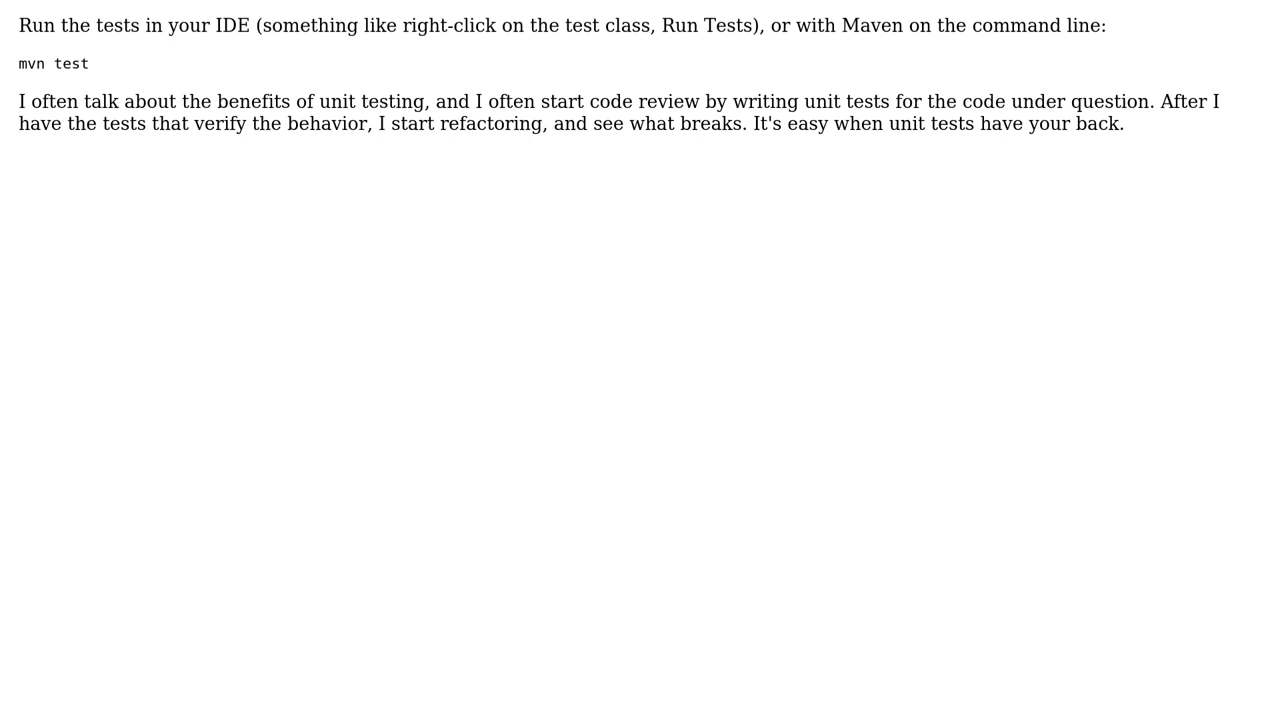 Run the tests in your IDE (something like right-click on the test class, Run Tests), or with Maven on the command line:
mvn test
I often talk about the benefits of unit testing, and I often start code review by writing unit tests for the code under question. After I
have the tests that verify the behavior, I start refactoring, and see what breaks. It's easy when unit tests have your back.